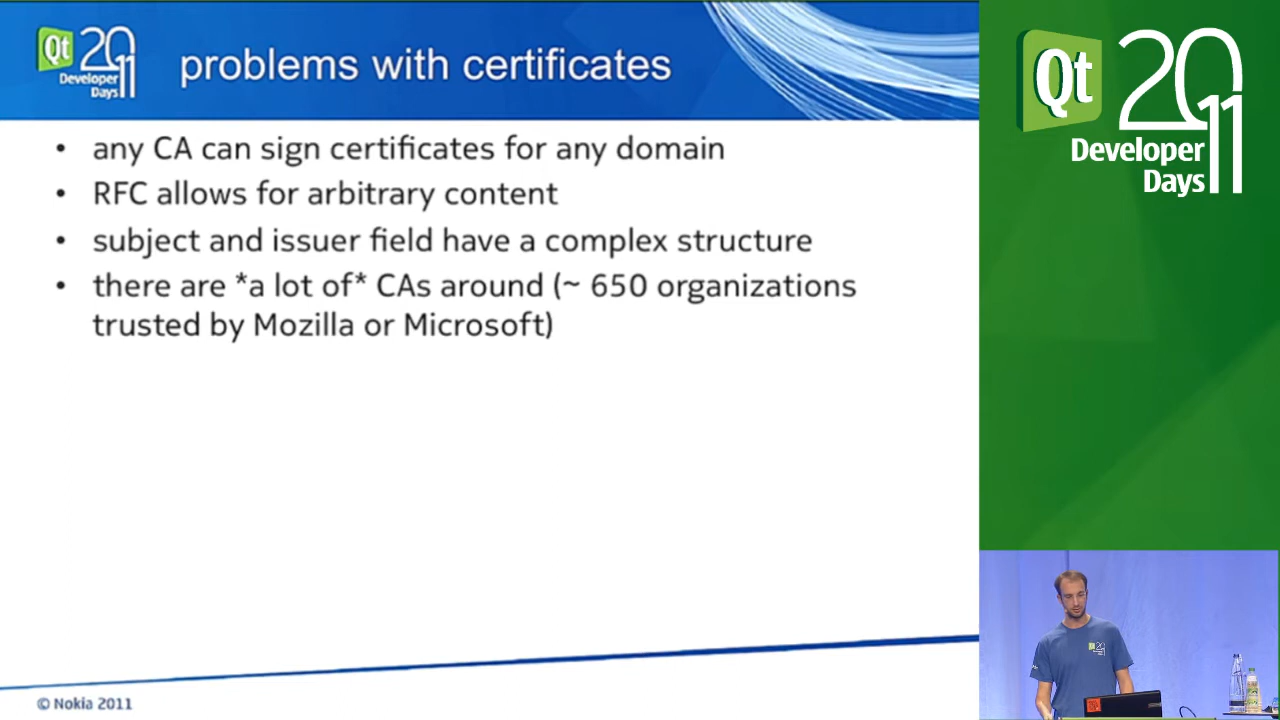 Qt 2011
Developer
Days
problems with certificates
• any CA can sign certificates for any domain
• RFC allows for arbitrary content
• subject and issuer field have a complex structure
• there are *a lot of* CAs around (~ 650 organizations
trusted by Mozilla or Microsoft)
© Nokia 2011
Qt 2011
Developer
Days